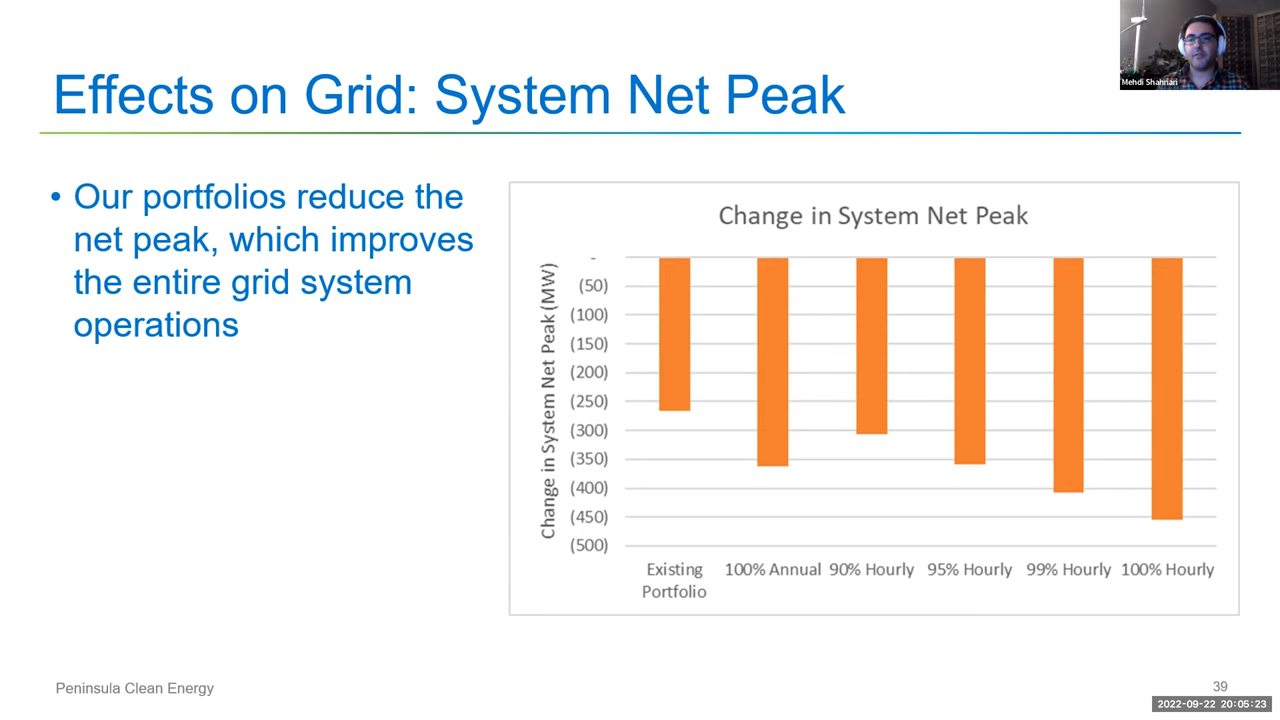 Mehdi Shahriari
Effects on Grid: System Net Peak
• Our portfolios reduce the
net peak, which improves
the entire grid system
operations
Change in System Net Peak
Change in System Net Peak (MW)
-
(50)
(100)
(150)
(200)
(250)
(300)
(350)
(400)
(450)
(500)
Existing
Portfolio
100% Annual
90% Hourly
95% Hourly
99% Hourly
100% Hourly
Peninsula Clean Energy
39
2022-09-22 20:05:23